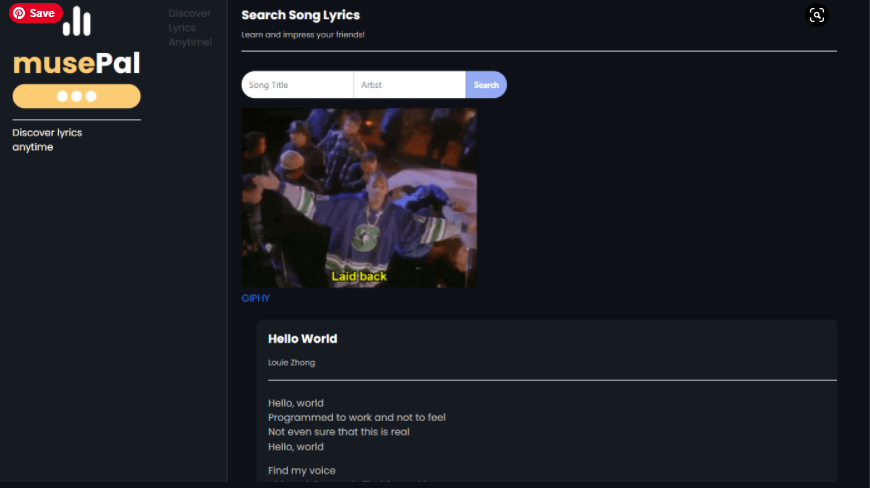 Save
musePal
Discover lyrics
anytime
Discover
Lyrics
Anytime!
Search Song Lyrics
Learn and impress your friends!
Song Title
Artist
Search
Laid back
GIPHY
Hello World
Louie Zhong
Hello, world
Programmed to work and not to feel
Not even sure that this is real
Hello, world
Find my voice